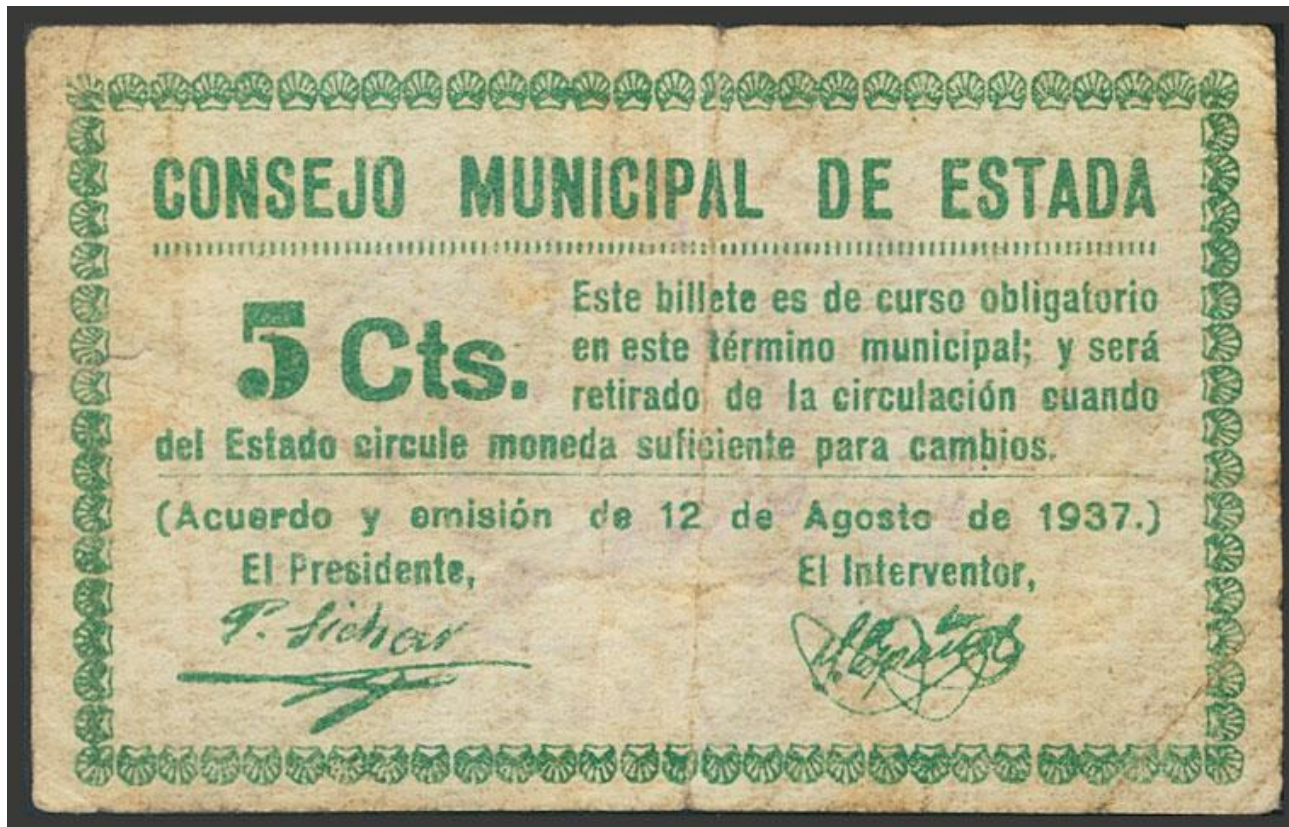 CONSEJO MUNICIPAL DE ESTADA
5 Cts.
Este billete es de curso obligatorio
en este término municipal; y será
retirado de la circulación cuando
del Estado circule moneda suficiente para cambios.
(Acuerdo y emisión de 12 de Agosto de 1937.)
El Presidente,
El Interventor,
P. Sichar